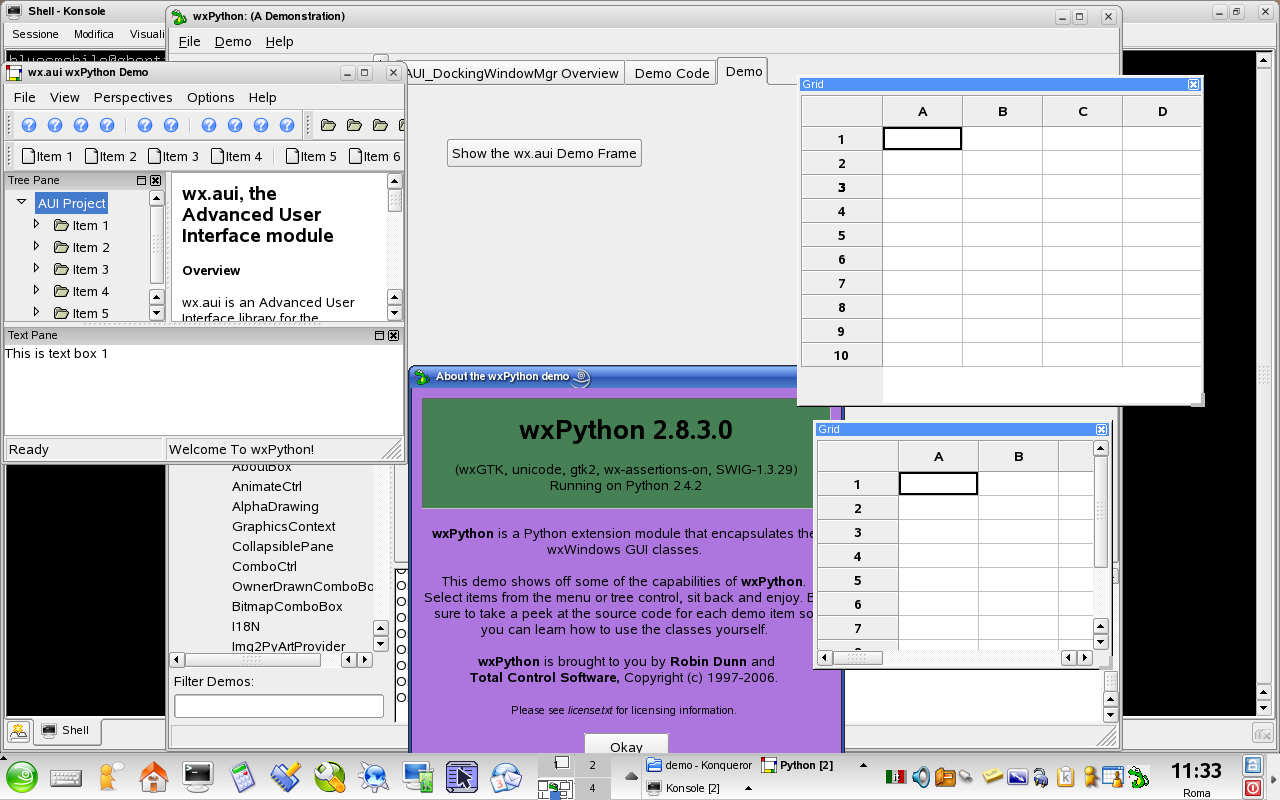 Shell - Konsole
Sessione Modifica Visuali
wxPython: (A Demonstration)
File Demo Help
AUI_DockingWindowMgr Overview Demo Code Demo
Show the wx.aui Demo Frame
wx.aui wxPython Demo
File View Perspectives Options Help
Item 1 Item 2 Item 3 Item 4 Item 5 Item 6
Tree Pane
AUI Project
Item 1
Item 2
Item 3
Item 4
Item 5
wx.aui, the
Advanced User
Interface module
Overview
wx.aui is an Advanced User
Interface library for the
Text Pane
This is text box 1
Ready Welcome To wxPython!
AboutBox
AnimateCtrl
AlphaDrawing
GraphicsContext
CollapsiblePane
ComboCtrl
OwnerDrawnComboBo
BitmapComboBox
I18N
Img2PyArtProvider
Filter Demos:
About the wxPython demo
wxPython 2.8.3.0
(wxGTK, unicode, gtk2, wx-assertions-on, SWIG-1.3.29)
Running on Python 2.4.2
wxPython is a Python extension module that encapsulates the
wxWindows GUI classes.
This demo shows off some of the capabilities of wxPython.
Select items from the menu or tree control, sit back and enjoy. B
sure to take a peek at the source code for each demo item so
you can learn how to use the classes yourself.
wxPython is brought to you by Robin Dunn and
Total Control Software, Copyright (c) 1997-2006.
Please see license.txt for licensing information.
Okay
Grid
A B C D
1
2
3
4
5
6
7
8
9
10
Grid
A B
1
2
3
4
5
6
7
Shell
2
4
demo - Konqueror
Python [2]
Konsole [2]
11:33
Roma